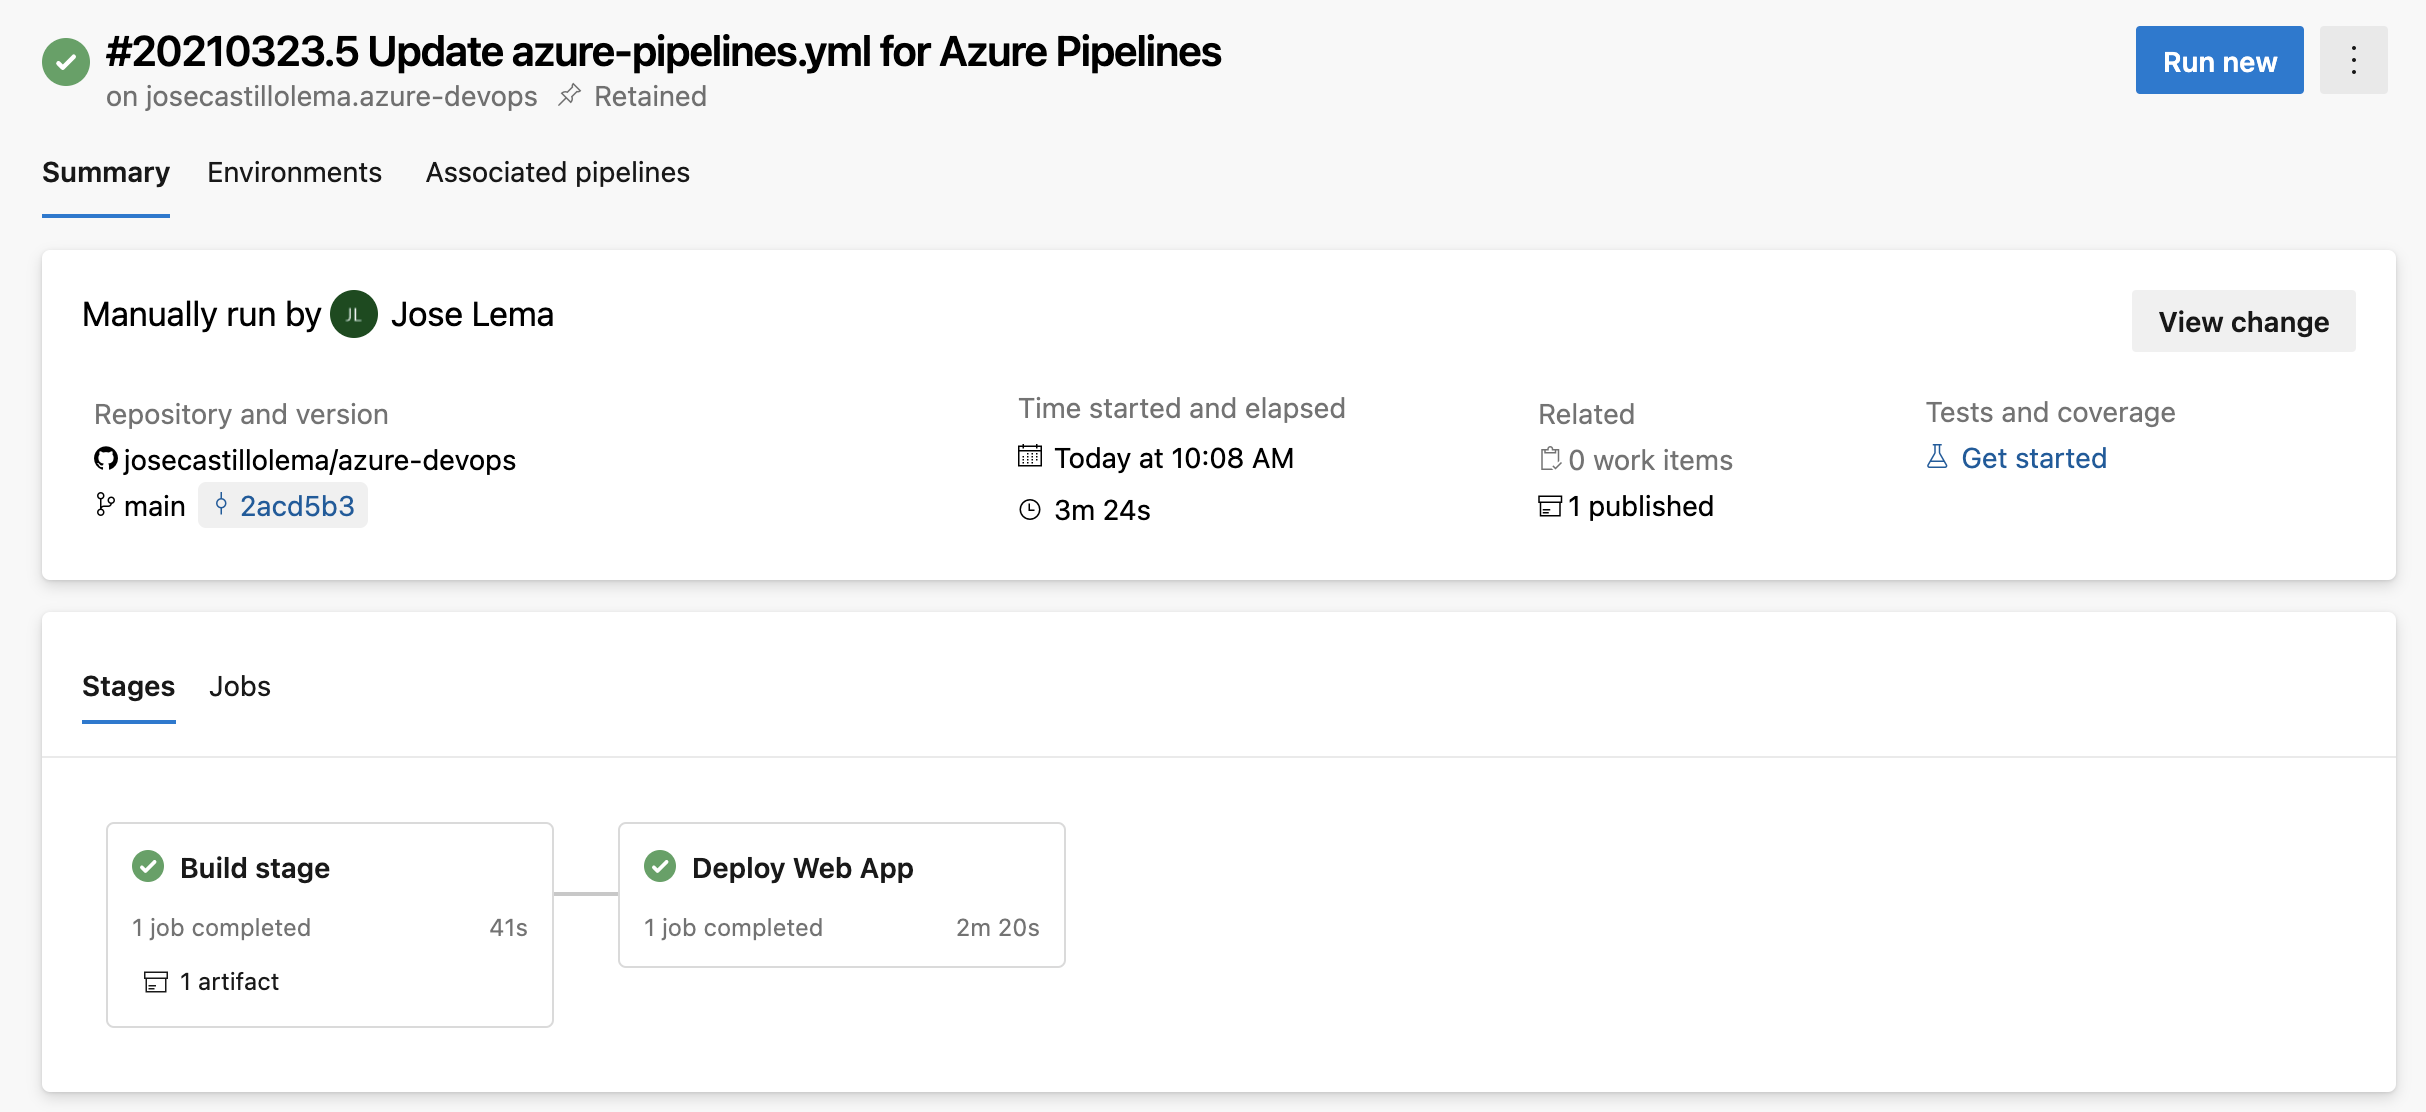 #20210323.5 Update azure-pipelines.yml for Azure Pipelines
on josecastillolema.azure-devops Retained
Run new
Summary Environments Associated pipelines
Manually run by JL Jose Lema
View change
Repository and version
josecastillolema/azure-devops
main 2acd5b3
Time started and elapsed
Today at 10:08 AM
3m 24s
Related
0 work items
1 published
Tests and coverage
Get started
Stages Jobs
Build stage
1 job completed 41s
1 artifact
Deploy Web App
1 job completed 2m 20s